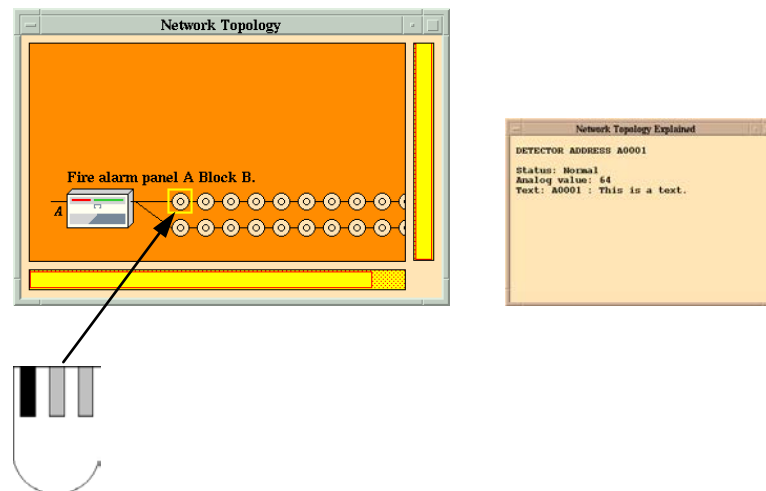 Network Topology
Fire alarm panel A Block B.
A
Network Topology Explained
DETECTOR ADDRESS A0001
Status: Normal
Analog value: 64
Text: A0001 : This is a text.